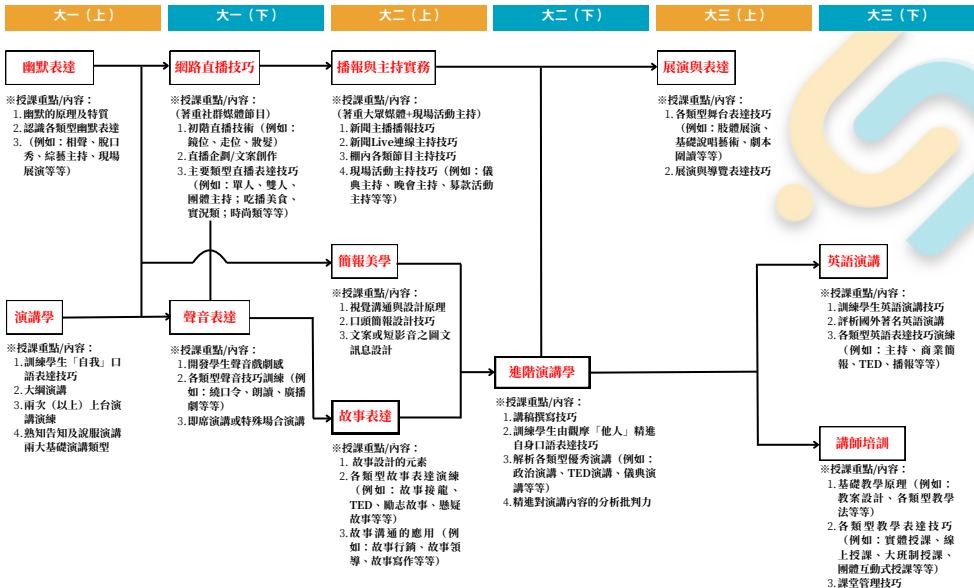 大一（上）
大一（下）
大二（上）
大二（下）
大三（上）
大三（下）
幽默表達
※授課重點/內容：
1.幽默的原理及特質
2.認識各類型幽默表達
3.（例如：相聲、脫口
秀、綜藝主持、現場
展演等等）
演講學
※授課重點/內容：
1.訓練學生「自我」口
語表達技巧
2.大綱演講
3.兩次（以上）上台演
講演練
4.熟知告知及說服演講
兩大基礎演講類型
網路直播技巧
※授課重點/內容：
（著重社群媒體節目）
1.初階直播技術（例如：
鏡位、走位、妝髮）
2.直播企劃/文案創作
3.主要類型直播表達技巧
（例如：單人、雙人、
團體主持；吃播美食、
實況類；時尚類等等）
聲音表達
※授課重點/內容：
1.開發學生聲音戲劇感
2.各類型聲音技巧訓練（例
如：繞口令、朗讀、廣播
劇等等）
3.即席演講或特殊場合演講
播報與主持實務
※授課重點/內容：
（著重大眾媒體+現場活動主持）
1.新聞主播播報技巧
2.新聞Live連線主持技巧
3.棚內各類節目主持技巧
4.現場活動主持技巧（例如：儀
典主持、晚會主持、募款活動
主持等等）
簡報美學
※授課重點/內容：
1.視覺溝通與設計原理
2.口頭簡報設計技巧
3.文案或短影音之圖文
訊息設計
故事表達
※授課重點/內容：
1. 故事設計的元素
2.各類型故事表達演練
（例如：故事接龍、
TED、勵志故事、懸疑
故事等等）
3.故事溝通的應用（例
如：故事行銷、故事領
導、故事寫作等等）
進階演講學
※授課重點/內容：
1.講稿撰寫技巧
2.訓練學生由觀摩「他人」精進
自身口語表達技巧
3.解析各類型優秀演講（例如：
政治演講、TED演講、儀典演
講等等）
4.精進對演講內容的分析批判力
展演與表達
※授課重點/內容：
1.各類型舞台表達技巧
（例如：肢體展演、
基礎說唱藝術、劇本
圍讀等等）
2.展演與導覽表達技巧
英語演講
※授課重點/內容：
1.訓練學生英語演講技巧
2.評析國外著名英語演講
3.各類型英語表達技巧演練
（例如：主持、商業簡
報、TED、播報等等）
講師培訓
※授課重點/內容：
1.基礎教學原理（例如：
教案設計、各類型教學
法等等）
2.各類型教學表達技巧
（例如：實體授課、線
上授課、大班制授課、
團體互動式授課等等）
3.課堂管理技巧